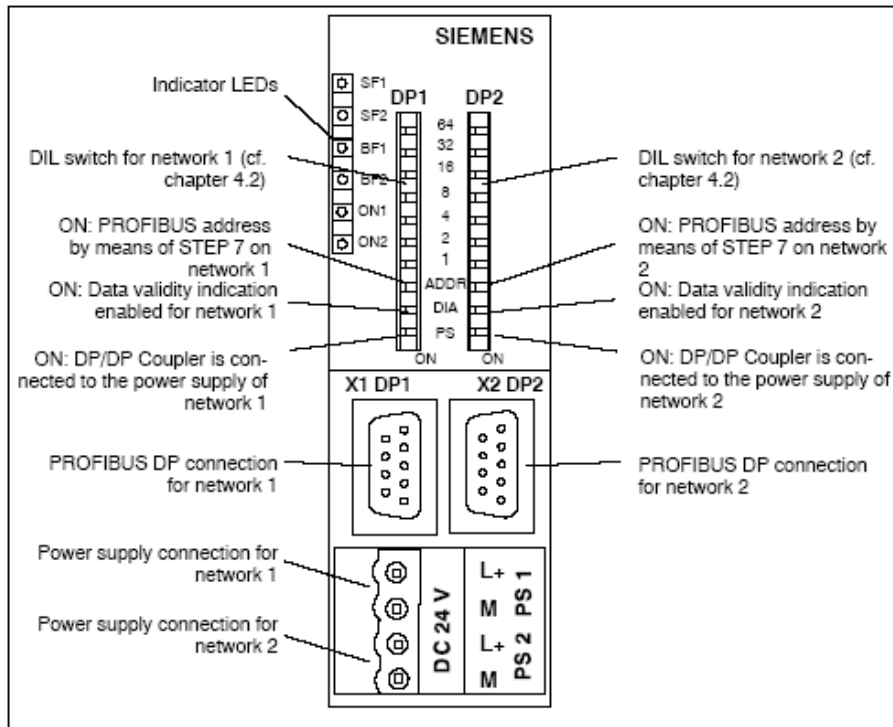 SIEMENS
Indicator LEDs
SF1
DP1
DP2
SF2
64
BF1
32
DIL switch for network 1 (cf.
chapter 4.2)
16
DIL switch for network 2 (cf.
chapter 4.2)
BF2
8
ON1
4
ON: PROFIBUS address
by means of STEP 7 on
network 1
ON2
2
1
ON: PROFIBUS address by
means of STEP 7 on network
2
ADDR
ON: Data validity indication
enabled for network 1
DIA
ON: Data validity indication
enabled for network 2
PS
ON: DP/DP Coupler is con-
nected to the power supply of
network 1
ON
ON
ON: DP/DP Coupler is con-
nected to the power supply of
network 2
X1 DP1
X2 DP2
PROFIBUS DP connection
for network 1
PROFIBUS DP connection
for network 2
Power supply connection for
network 1
Power supply connection for
network 2
DC 24 V
L+
M
PS 1
L+
M
PS 2